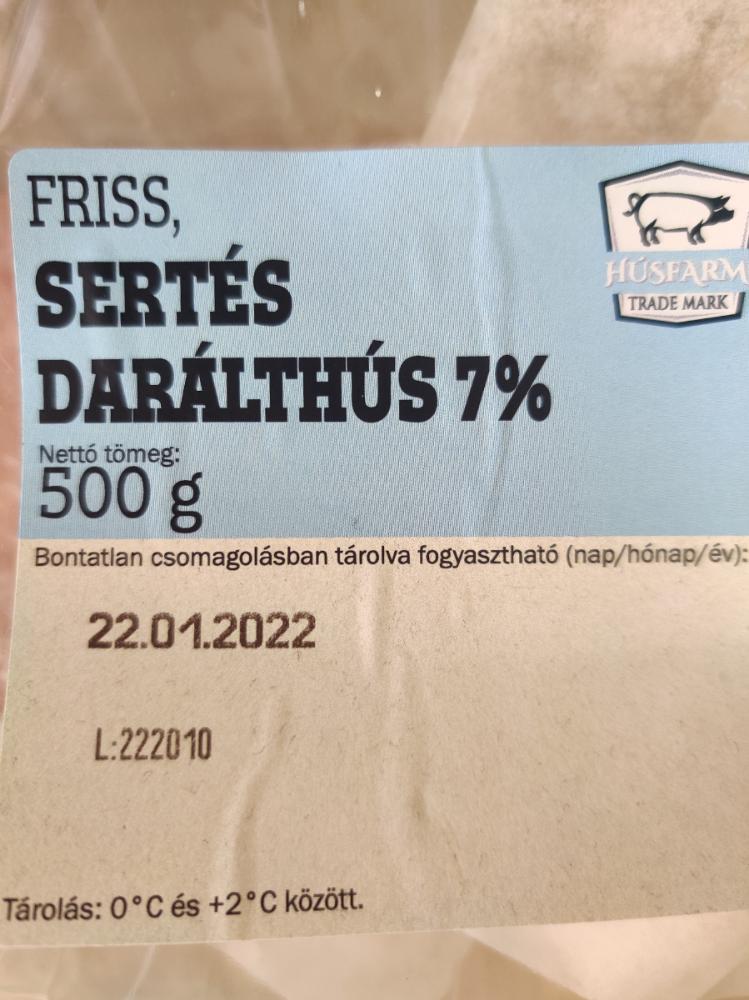 FRISS,
SERTÉS
DARÁLTHÚS 7%
HÚSFARM
TRADE MARK
Nettó tömeg:
500 g
Bontatlan csomagolásban tárolva fogyasztható (nap/hónap/év):
22.01.2022
L:222010
Tárolás: 0°C és +2°C között.